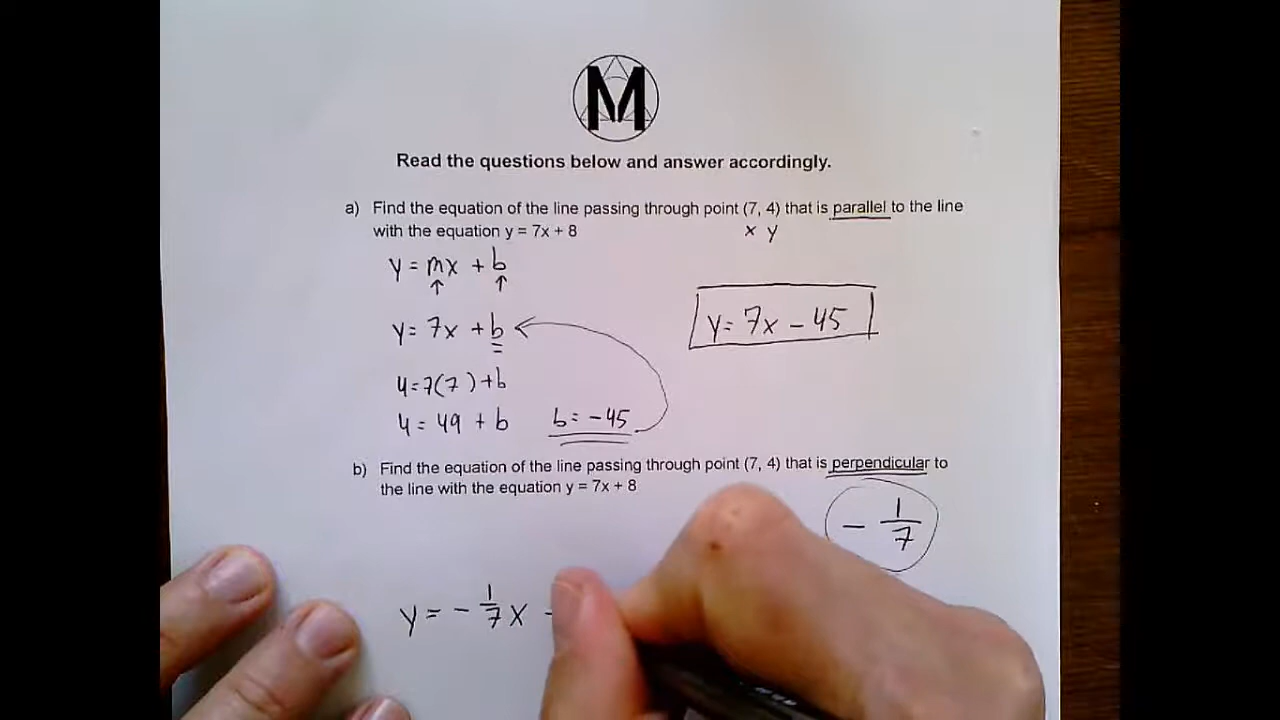 M
Read the questions below and answer accordingly.
a) Find the equation of the line passing through point (7, 4) that is parallel to the line
with the equation y = 7x + 8
x y
y = mx + b
↑ ↑
y = 7x + b
y = 7x - 45
4 = 7(7) + b
4 = 49 + b b = -45
b) Find the equation of the line passing through point (7, 4) that is perpendicular to
the line with the equation y = 7x + 8
- 1/7
y = - 1/7 x